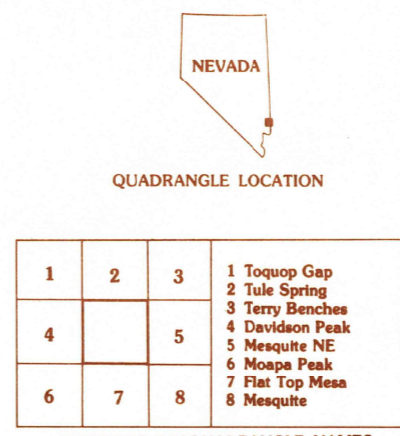 NEVADA
QUADRANGLE LOCATION
1 2 3
4 5
6 7 8
1 Toquop Gap
2 Tule Spring
3 Terry Benches
4 Davidson Peak
5 Mesquite NE
6 Moapa Peak
7 Flat Top Mesa
8 Mesquite